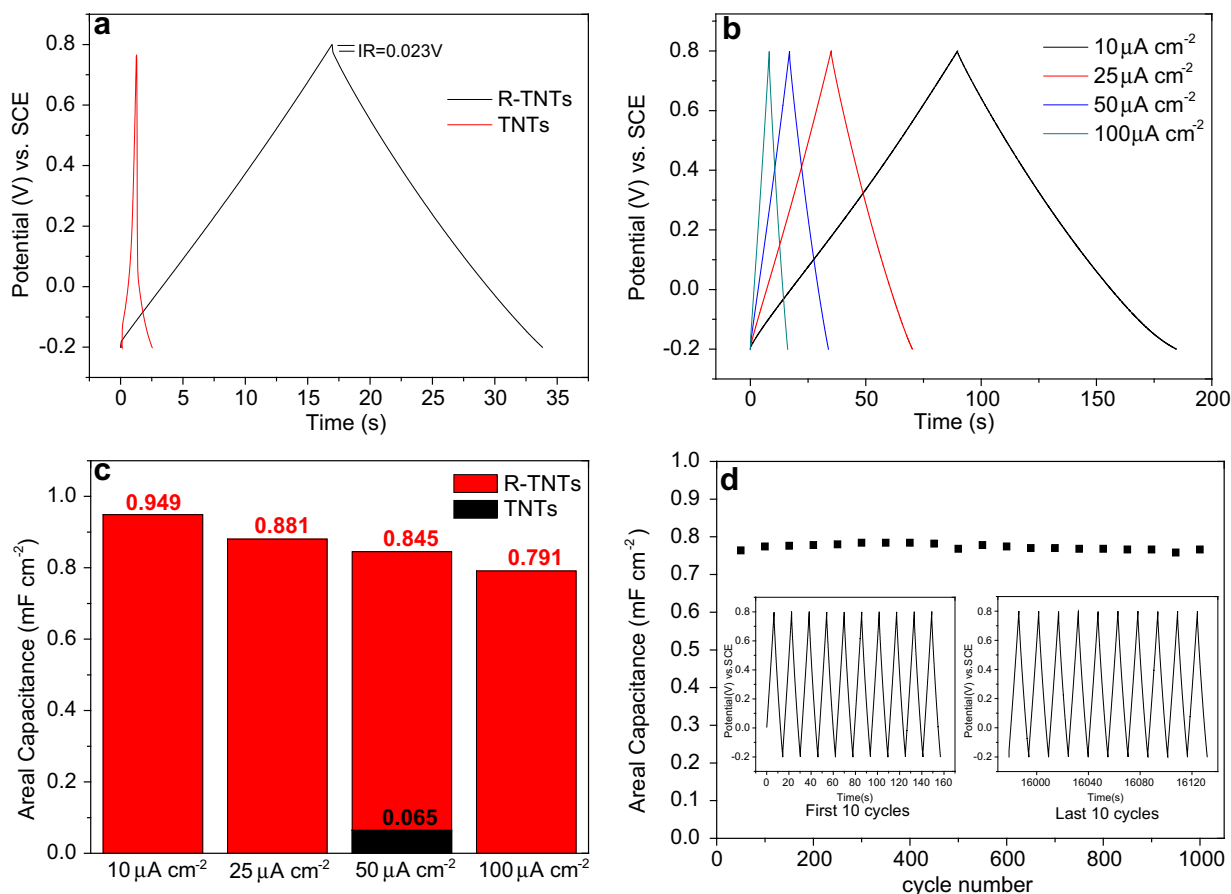 a
Potential (V) vs. SCE
0.8
0.6
0.4
0.2
0.0
-0.2
IR=0.023V
R-TNTs
TNTs
0 5 10 15 20 25 30 35
Time (s)
b
Potential (V) vs. SCE
0.8
0.6
0.4
0.2
0.0
-0.2
10 μA cm⁻²
25 μA cm⁻²
50 μA cm⁻²
100 μA cm⁻²
0 50 100 150 200
Time (s)
c
Areal Capacitance (mF cm⁻²)
1.0
0.8
0.6
0.4
0.2
0.0
R-TNTs
TNTs
0.949
0.881
0.845
0.791
0.065
10 μA cm⁻² 25 μA cm⁻² 50 μA cm⁻² 100 μA cm⁻²
d
Areal Capacitance (mF cm⁻²)
1.0
0.9
0.8
0.7
0.6
0.5
0.4
0.3
0.2
0.1
0.0
Potential(V) vs.SCE
0.8
0.6
0.4
0.2
0.0
-0.2
0 20 40 60 80 100 120 140 160
Time(s)
First 10 cycles
Potential(V) vs.SCE
0.8
0.6
0.4
0.2
0.0
-0.2
16000 16040 16080 16120
Time(s)
Last 10 cycles
0 200 400 600 800 1000
cycle number